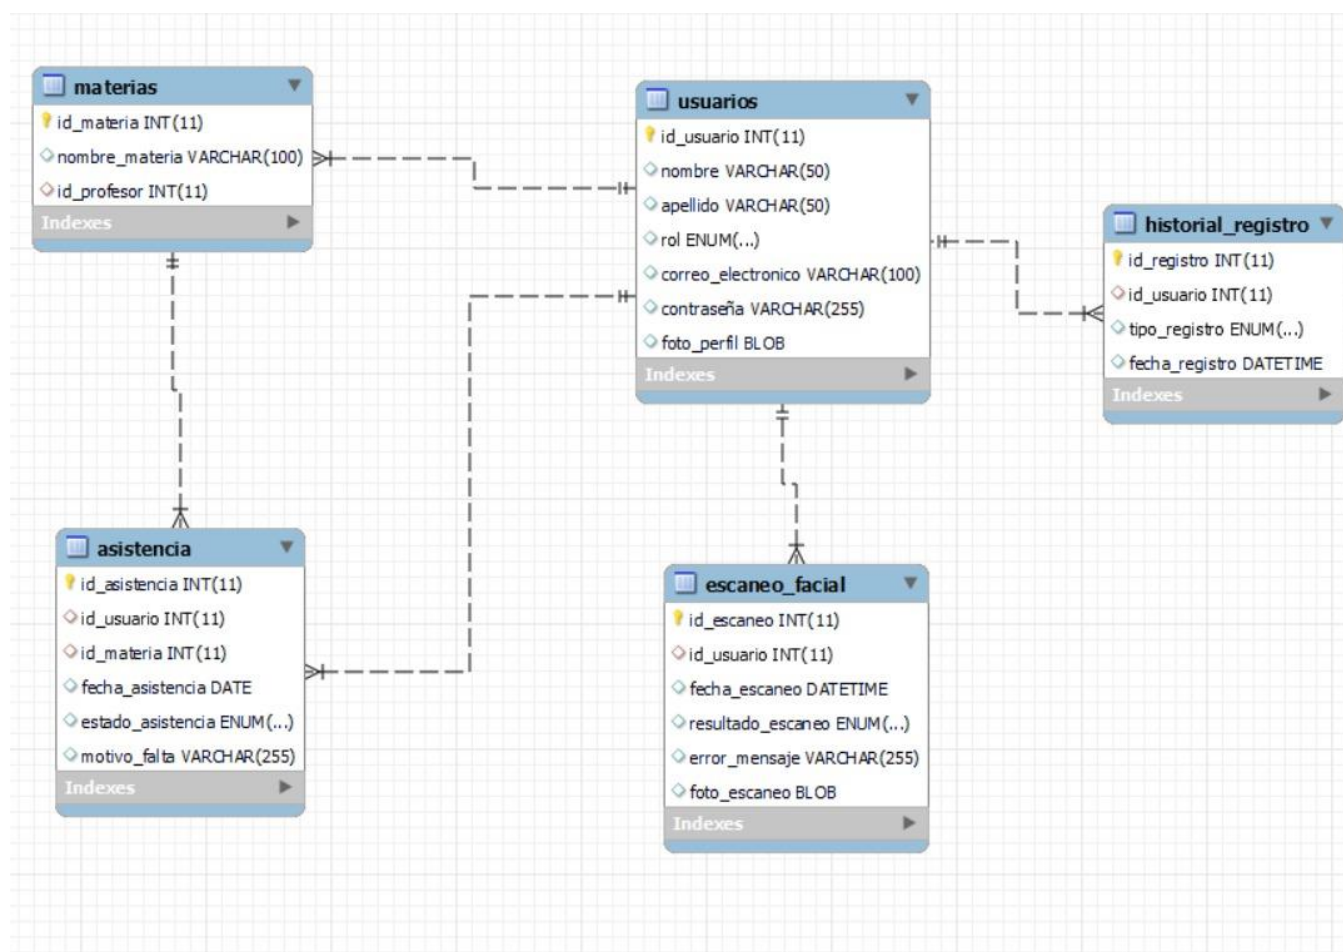 materias
id_materia INT(11)
nombre_materia VARCHAR(100)
id_profesor INT(11)
Indexes
usuarios
id_usuario INT(11)
nombre VARCHAR(50)
apellido VARCHAR(50)
rol ENUM(...)
correo_electronico VARCHAR(100)
contraseña VARCHAR(255)
foto_perfil BLOB
Indexes
historial_registro
id_registro INT(11)
id_usuario INT(11)
tipo_registro ENUM(...)
fecha_registro DATETIME
Indexes
asistencia
id_asistencia INT(11)
id_usuario INT(11)
id_materia INT(11)
fecha_asistencia DATE
estado_asistencia ENUM(...)
motivo_falta VARCHAR(255)
Indexes
escaneo_facial
id_escaneo INT(11)
id_usuario INT(11)
fecha_escaneo DATETIME
resultado_escaneo ENUM(...)
error_mensaje VARCHAR(255)
foto_escaneo BLOB
Indexes